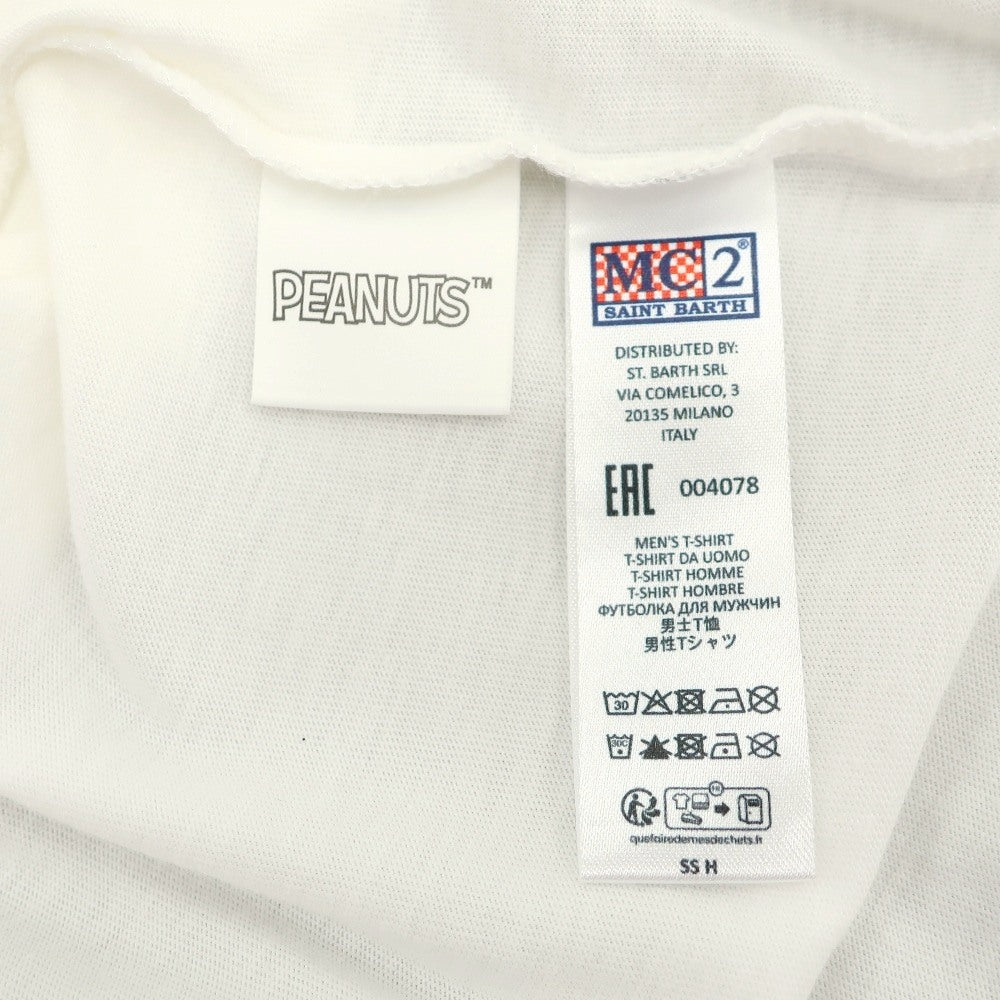 PEANUTS™
MC2®
SAINT BARTH
DISTRIBUTED BY:
ST. BARTH SRL
VIA COMELICO, 3
20135 MILANO
ITALY
EAC 004078
MEN'S T-SHIRT
T-SHIRT DA UOMO
T-SHIRT HOMME
T-SHIRT HOMBRE
ФУТБОЛКА ДЛЯ МУЖЧИН
男士T恤
男性Tシャツ
30
30C
FR
quefairedemesdechets.fr
SS H